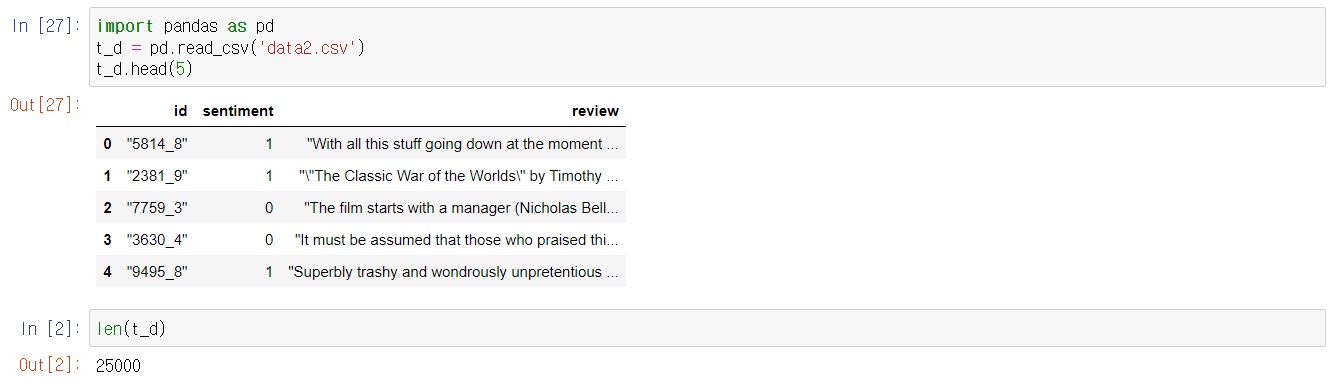 In [27]: import pandas as pd
t_d = pd.read_csv('data2.csv')
t_d.head(5)
Out[27]:
id sentiment review
0 "5814_8" 1 "With all this stuff going down at the moment ...
1 "2381_9" 1 "\"The Classic War of the Worlds\" by Timothy ...
2 "7759_3" 0 "The film starts with a manager (Nicholas Bell...
3 "3630_4" 0 "It must be assumed that those who praised thi...
4 "9495_8" 1 "Superbly trashy and wondrously unpretentious ...
In [2]: len(t_d)
Out[2]: 25000